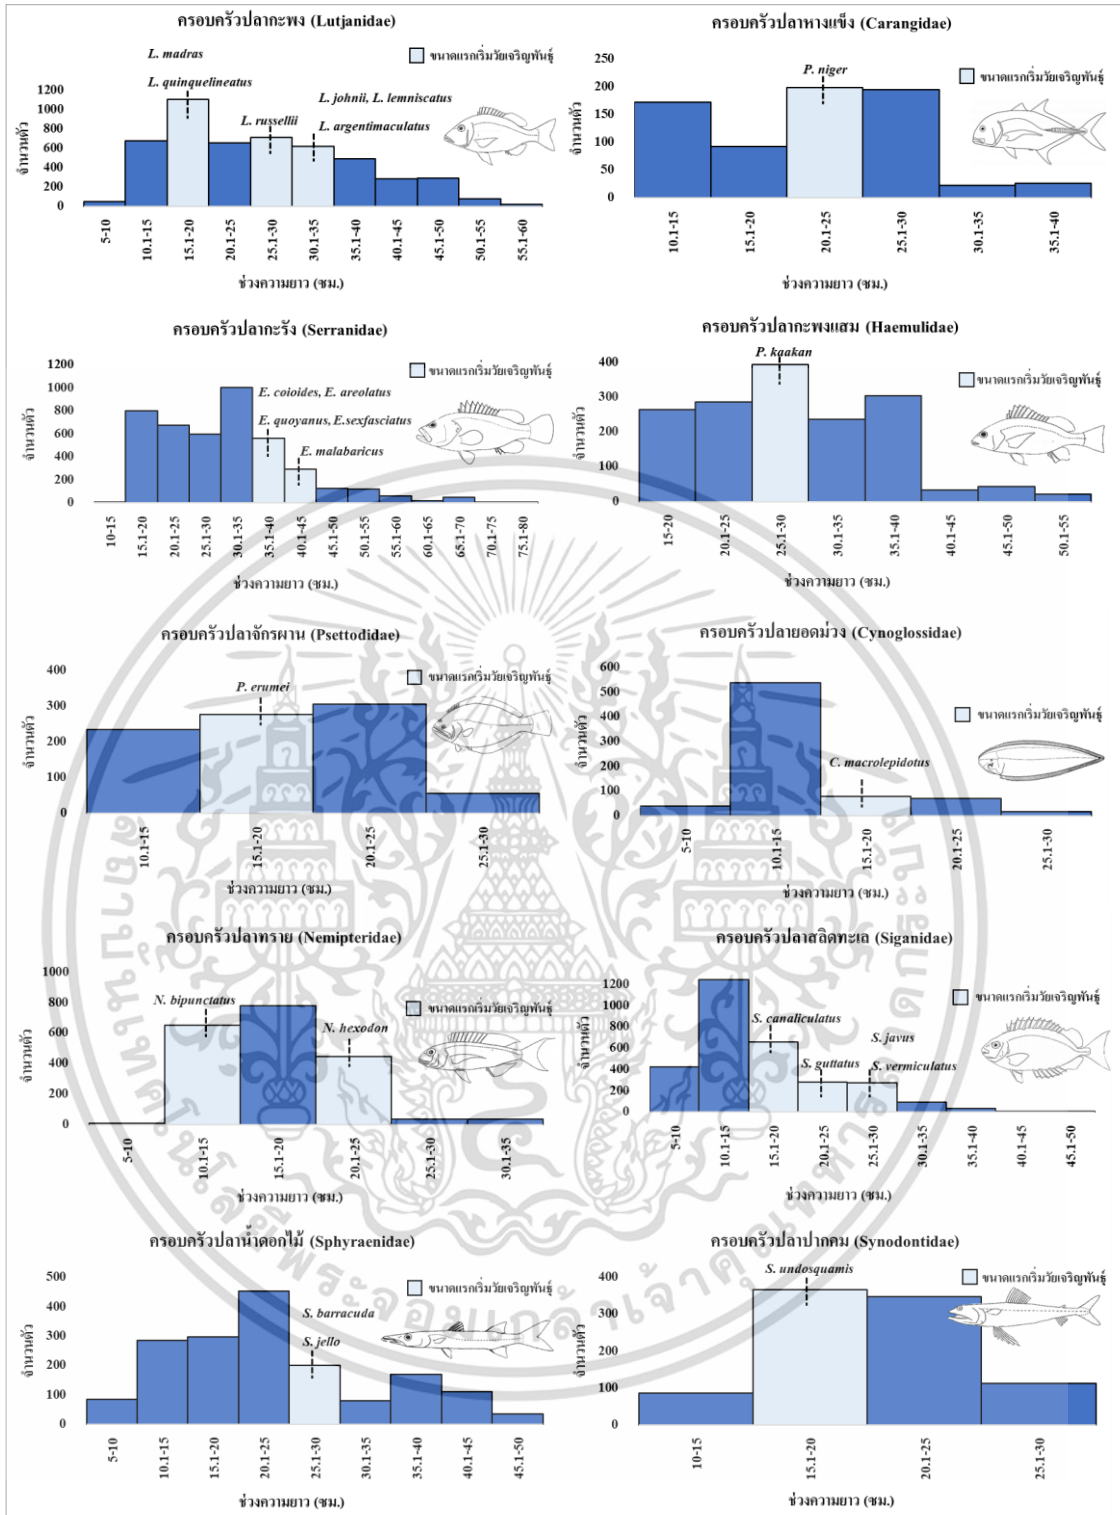 ครอบครัวปลากะพง (Lutjanidae)
L. madras
ขนาดแรกเริ่มวัยเจริญพันธุ์
L. quinquelineatus
L. johnii, L. lemniscatus
L. russellii
L. argentimaculatus
จำนวนตัว
1200
1000
800
600
400
200
0
5-10
10.1-15
15.1-20
20.1-25
25.1-30
30.1-35
35.1-40
40.1-45
45.1-50
50.1-55
55.1-60
ช่วงความยาว (ซม.)
ครอบครัวปลาหางแข็ง (Carangidae)
ขนาดแรกเริ่มวัยเจริญพันธุ์
P. niger
จำนวนตัว
250
200
150
100
50
0
10.1-15
15.1-20
20.1-25
25.1-30
30.1-35
35.1-40
ช่วงความยาว (ซม.)
ครอบครัวปลากะรัง (Serranidae)
ขนาดแรกเริ่มวัยเจริญพันธุ์
E. coioides, E. areolatus
E. quoyanus, E.sexfasciatus
E. malabaricus
จำนวนตัว
1200
1000
800
600
400
200
0
10-15
15.1-20
20.1-25
25.1-30
30.1-35
35.1-40
40.1-45
45.1-50
50.1-55
55.1-60
60.1-65
65.1-70
70.1-75
75.1-80
ช่วงความยาว (ซม.)
ครอบครัวปลากะพงแสม (Haemulidae)
P. kaakan
ขนาดแรกเริ่มวัยเจริญพันธุ์
จำนวนตัว
400
300
200
100
0
15-20
20.1-25
25.1-30
30.1-35
35.1-40
40.1-45
45.1-50
50.1-55
ช่วงความยาว (ซม.)
ครอบครัวปลาจักรผาน (Psettodidae)
ขนาดแรกเริ่มวัยเจริญพันธุ์
P. erumei
จำนวนตัว
400
300
200
100
0
10.1-15
15.1-20
20.1-25
25.1-30
ช่วงความยาว (ซม.)
ครอบครัวปลายอดม่วง (Cynoglossidae)
ขนาดแรกเริ่มวัยเจริญพันธุ์
C. macrolepidotus
จำนวนตัว
600
500
400
300
200
100
0
5-10
10.1-15
15.1-20
20.1-25
25.1-30
ช่วงความยาว (ซม.)
ครอบครัวปลาทราย (Nemipteridae)
N. bipunctatus
ขนาดแรกเริ่มวัยเจริญพันธุ์
N. hexodon
จำนวนตัว
1000
800
600
400
200
0
5-10
10.1-15
15.1-20
20.1-25
25.1-30
30.1-35
ช่วงความยาว (ซม.)
ครอบครัวปลาสลิดทะเล (Siganidae)
ขนาดแรกเริ่มวัยเจริญพันธุ์
S. canaliculatus
S. javus
S. guttatus
S. vermiculatus
จำนวนตัว
1200
1000
800
600
400
200
0
5-10
10.1-15
15.1-20
20.1-25
25.1-30
30.1-35
35.1-40
40.1-45
45.1-50
ช่วงความยาว (ซม.)
ครอบครัวปลาน้ำดอกไม้ (Sphyraenidae)
ขนาดแรกเริ่มวัยเจริญพันธุ์
S. barracuda
S. jello
จำนวนตัว
500
400
300
200
100
0
5-10
10.1-15
15.1-20
20.1-25
25.1-30
30.1-35
35.1-40
40.1-45
45.1-50
ช่วงความยาว (ซม.)
ครอบครัวปลาปากคม (Synodontidae)
S. undosquamis
ขนาดแรกเริ่มวัยเจริญพันธุ์
จำนวนตัว
400
300
200
100
0
10-15
15.1-20
20.1-25
25.1-30
ช่วงความยาว (ซม.)
สถาบันเทคโนโลยีพระจอมเกล้าเจ้าคุณทหารลาดกระบัง